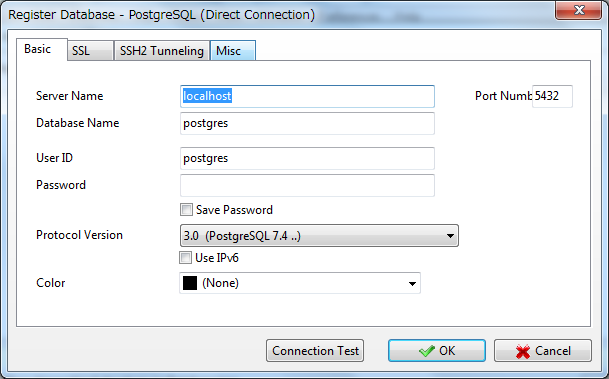 Register Database - PostgreSQL (Direct Connection)
Basic SSL SSH2 Tunneling Misc
Server Name localhost Port Numb 5432
Database Name postgres
User ID postgres
Password
Save Password
Protocol Version 3.0 (PostgreSQL 7.4 ..)
Use IPv6
Color (None)
Connection Test OK Cancel